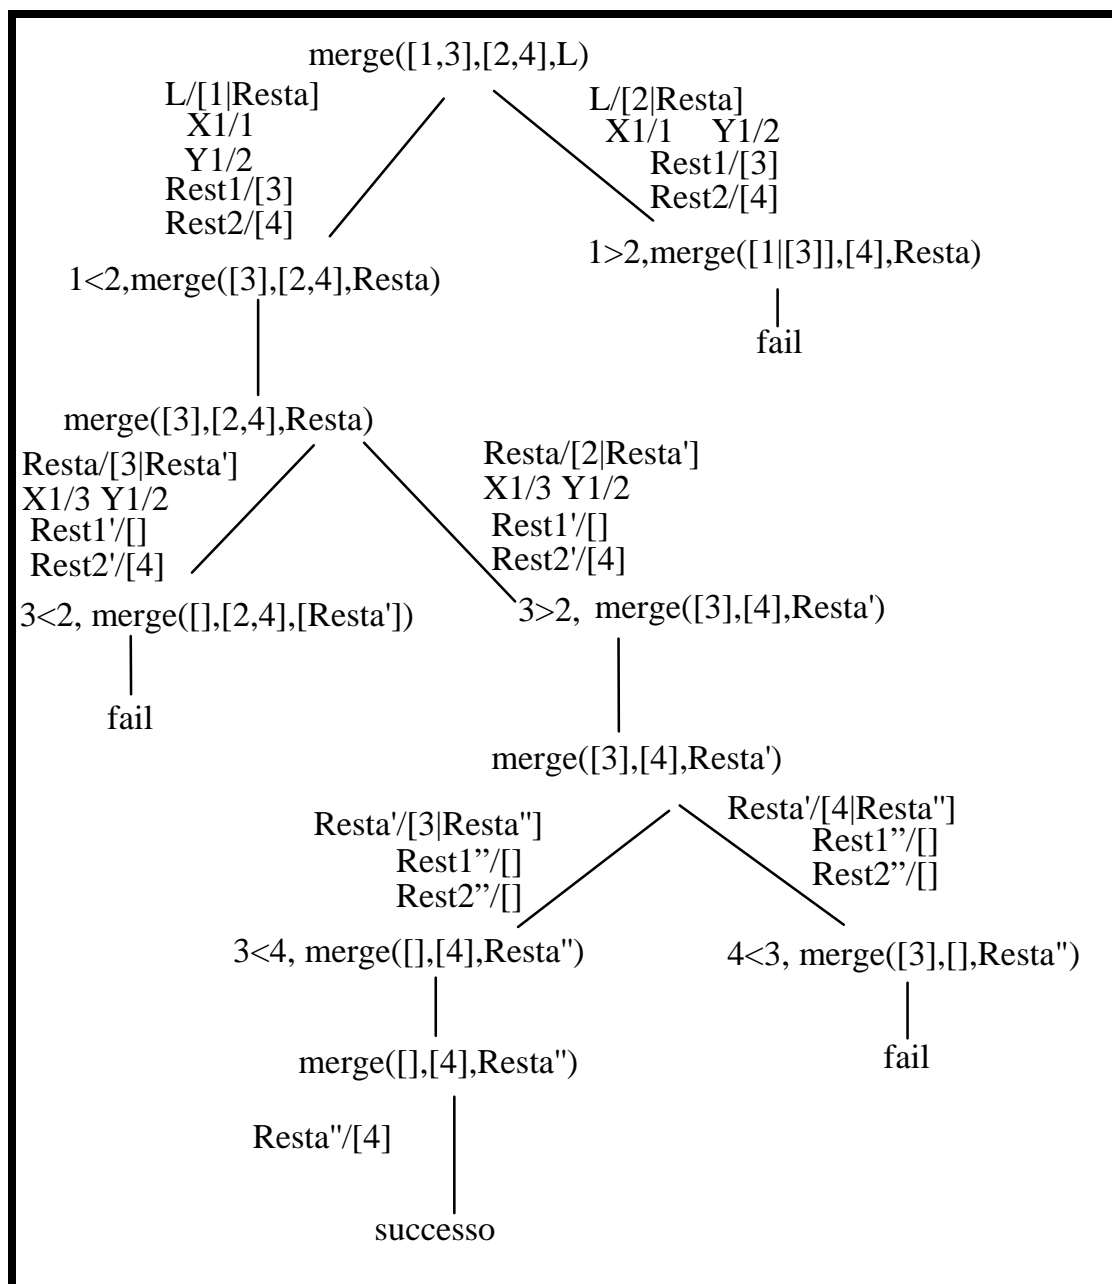 merge([1,3],[2,4],L)
L/[1|Resta]
X1/1
Y1/2
Rest1/[3]
Rest2/[4]
L/[2|Resta]
X1/1 Y1/2
Rest1/[3]
Rest2/[4]
1<2,merge([3],[2,4],Resta)
1>2,merge([1|[3]],[4],Resta)
fail
merge([3],[2,4],Resta)
Resta/[3|Resta']
X1/3 Y1/2
Rest1'/[]
Rest2'/[4]
Resta/[2|Resta']
X1/3 Y1/2
Rest1'/[]
Rest2'/[4]
3<2, merge([],[2,4],[Resta'])
3>2, merge([3],[4],Resta')
fail
merge([3],[4],Resta')
Resta'/[3|Resta"]
Rest1”/[]
Rest2”/[]
Resta'/[4|Resta"]
Rest1”/[]
Rest2”/[]
3<4, merge([],[4],Resta")
4<3, merge([3],[],Resta")
merge([],[4],Resta")
fail
Resta"/[4]
successo